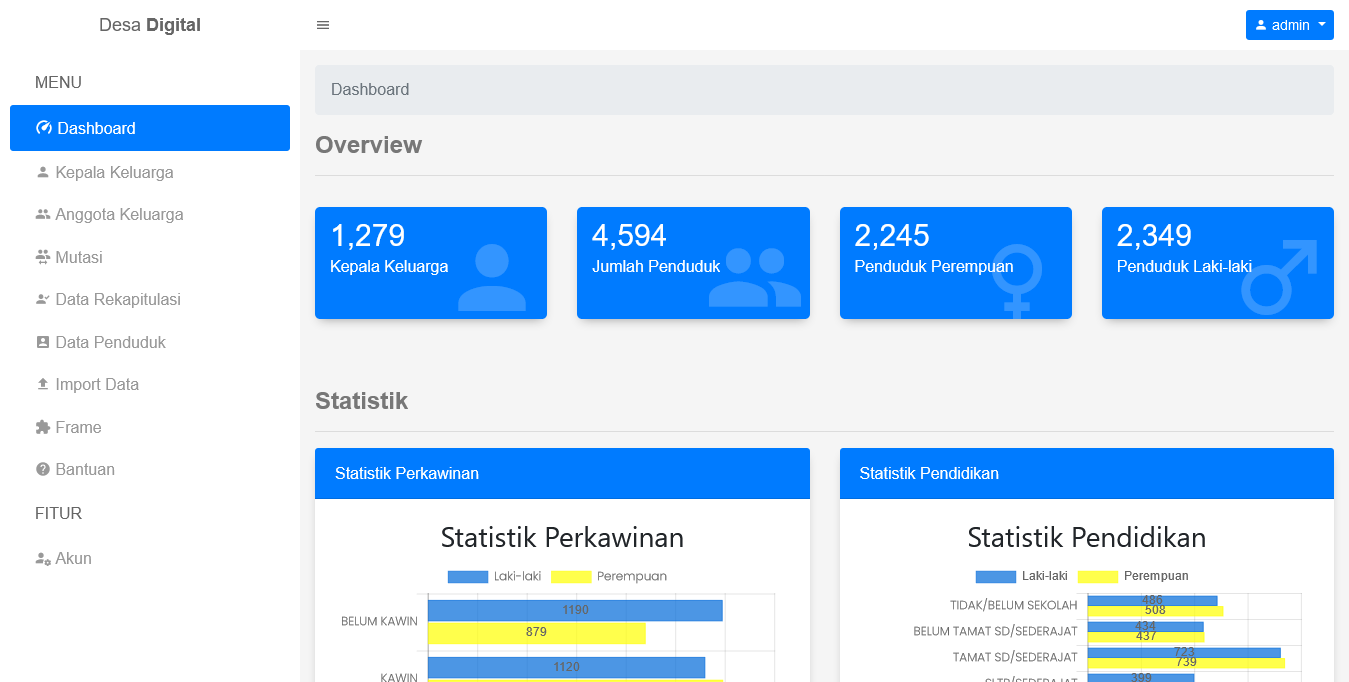 Desa Digital
admin
MENU
Dashboard
Kepala Keluarga
Anggota Keluarga
Mutasi
Data Rekapitulasi
Data Penduduk
Import Data
Frame
Bantuan
FITUR
Akun
Dashboard
Overview
1,279
Kepala Keluarga
4,594
Jumlah Penduduk
2,245
Penduduk Perempuan
2,349
Penduduk Laki-laki
Statistik
Statistik Perkawinan
Statistik Perkawinan
Laki-laki Perempuan
BELUM KAWIN
1190
879
KAWIN
1120
Statistik Pendidikan
Statistik Pendidikan
Laki-laki Perempuan
TIDAK/BELUM SEKOLAH
486
508
BELUM TAMAT SD/SEDERAJAT
434
437
TAMAT SD/SEDERAJAT
723
739
SLTP/SEDERAJAT
399